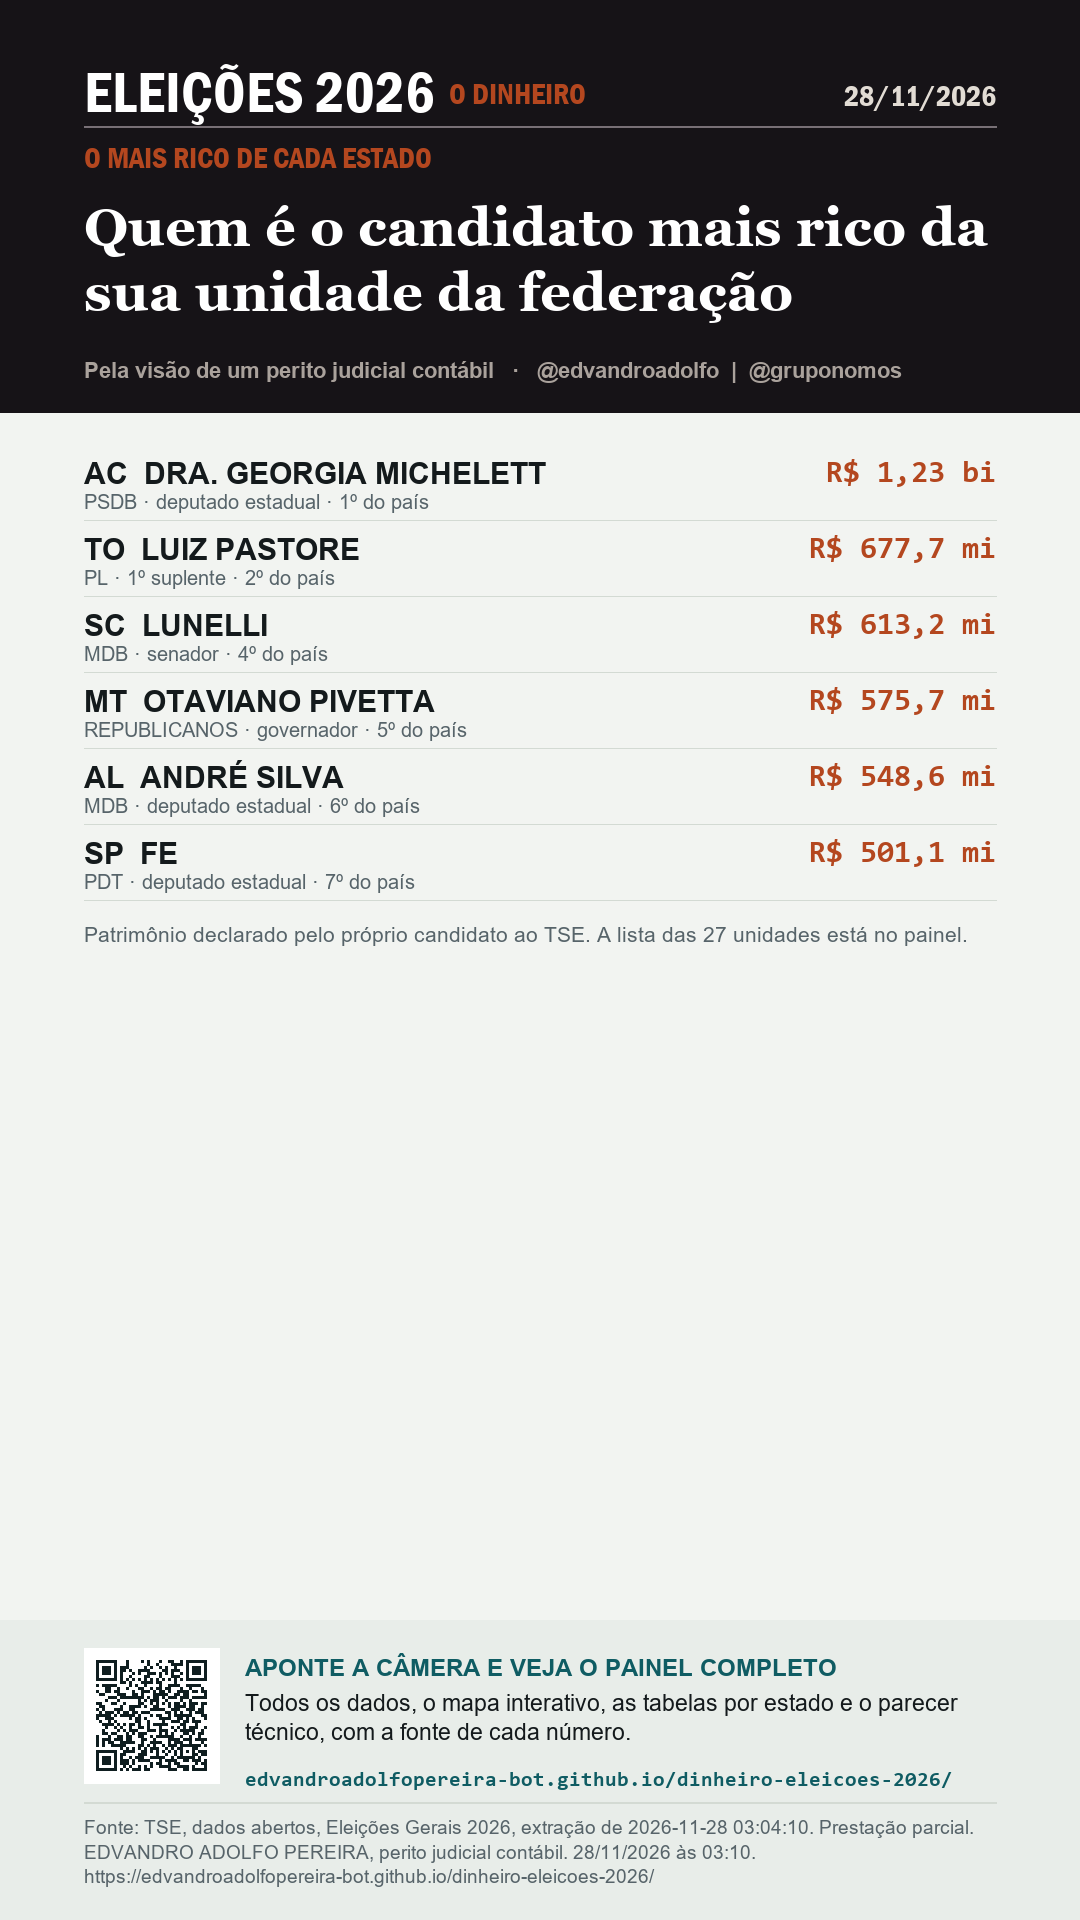 ELEIÇÕES 2026 O DINHEIRO 28/11/2026
O MAIS RICO DE CADA ESTADO
Quem é o candidato mais rico da
sua unidade da federação
Pela visão de um perito judicial contábil · @edvandroadolfo | @gruponomos
AC DRA. GEORGIA MICHELETT R$ 1,23 bi
PSDB · deputado estadual · 1º do país
TO LUIZ PASTORE R$ 677,7 mi
PL · 1º suplente · 2º do país
SC LUNELLI R$ 613,2 mi
MDB · senador · 4º do país
MT OTAVIANO PIVETTA R$ 575,7 mi
REPUBLICANOS · governador · 5º do país
AL ANDRÉ SILVA R$ 548,6 mi
MDB · deputado estadual · 6º do país
SP FE R$ 501,1 mi
PDT · deputado estadual · 7º do país
Patrimônio declarado pelo próprio candidato ao TSE. A lista das 27 unidades está no painel.
APONTE A CÂMERA E VEJA O PAINEL COMPLETO
Todos os dados, o mapa interativo, as tabelas por estado e o parecer
técnico, com a fonte de cada número.
edvandroadolfopereira-bot.github.io/dinheiro-eleicoes-2026/
Fonte: TSE, dados abertos, Eleições Gerais 2026, extração de 2026-11-28 03:04:10. Prestação parcial.
EDVANDRO ADOLFO PEREIRA, perito judicial contábil. 28/11/2026 às 03:10.
https://edvandroadolfopereira-bot.github.io/dinheiro-eleicoes-2026/